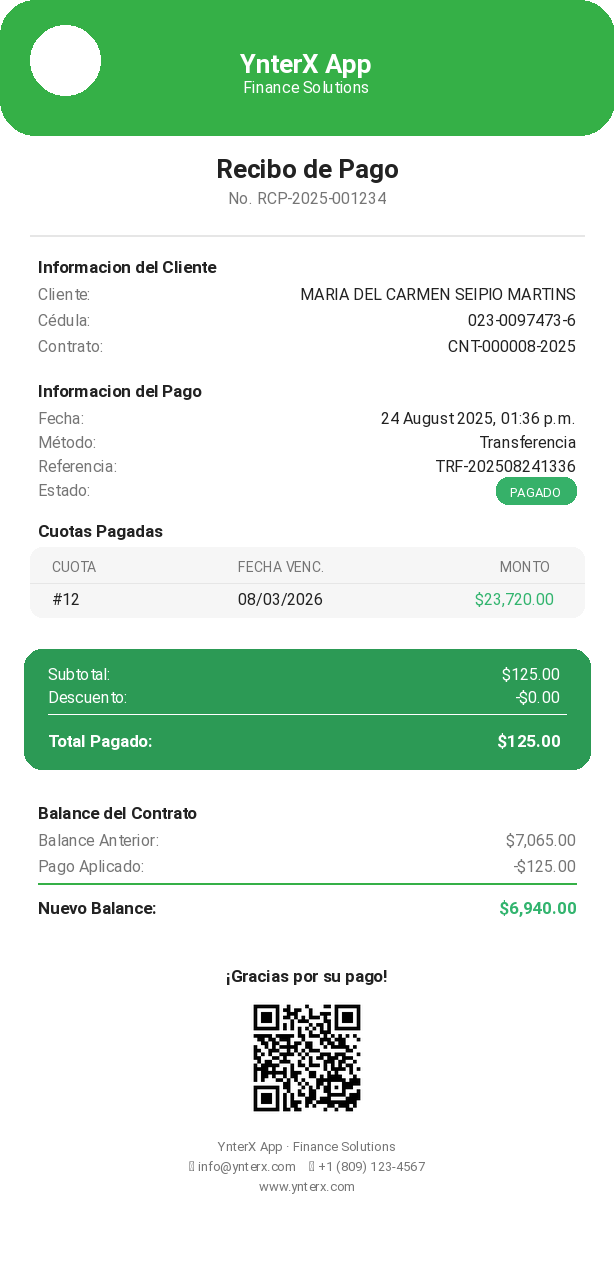 YnterX App
Finance Solutions
Recibo de Pago
No. RCP-2025-001234
Informacion del Cliente
Cliente: MARIA DEL CARMEN SEIPIO MARTINS
Cédula: 023-0097473-6
Contrato: CNT-000008-2025
Informacion del Pago
Fecha: 24 August 2025, 01:36 p.m.
Método: Transferencia
Referencia: TRF-202508241336
Estado: PAGADO
Cuotas Pagadas
CUOTA FECHA VENC. MONTO
#12 08/03/2026 $23,720.00
Subtotal: $125.00
Descuento: -$0.00
Total Pagado: $125.00
Balance del Contrato
Balance Anterior: $7,065.00
Pago Aplicado: -$125.00
Nuevo Balance: $6,940.00
¡Gracias por su pago!
YnterX App · Finance Solutions
info@ynterx.com +1 (809) 123-4567
www.ynterx.com